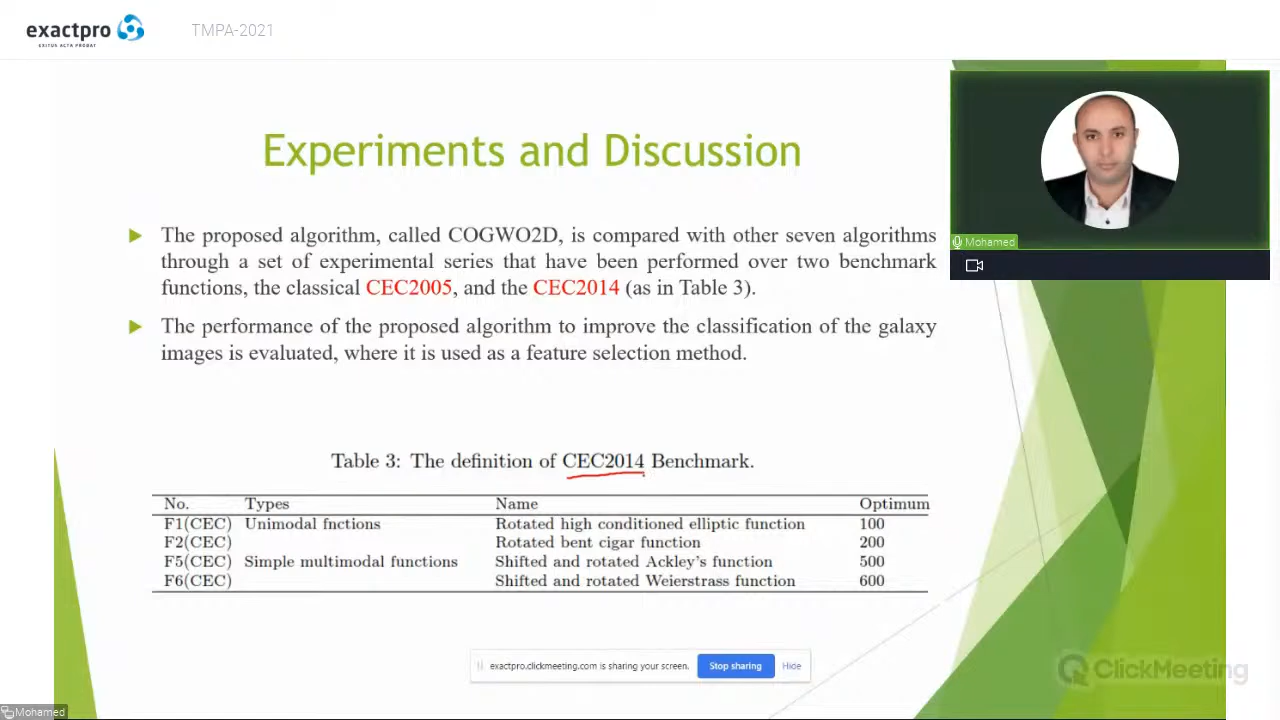 exactpro
EXITUS ACTA PROBAT
TMPA-2021
Experiments and Discussion
The proposed algorithm, called COGWO2D, is compared with other seven algorithms
through a set of experimental series that have been performed over two benchmark
functions, the classical CEC2005, and the CEC2014 (as in Table 3).
The performance of the proposed algorithm to improve the classification of the galaxy
images is evaluated, where it is used as a feature selection method.
Table 3: The definition of CEC2014 Benchmark.
No. Types Name Optimum
F1(CEC) Unimodal fnctions Rotated high conditioned elliptic function 100
F2(CEC) Rotated bent cigar function 200
F5(CEC) Simple multimodal functions Shifted and rotated Ackley's function 500
F6(CEC) Shifted and rotated Weierstrass function 600
Mohamed
exactpro.clickmeeting.com is sharing your screen. Stop sharing Hide
ClickMeeting
Mohamed